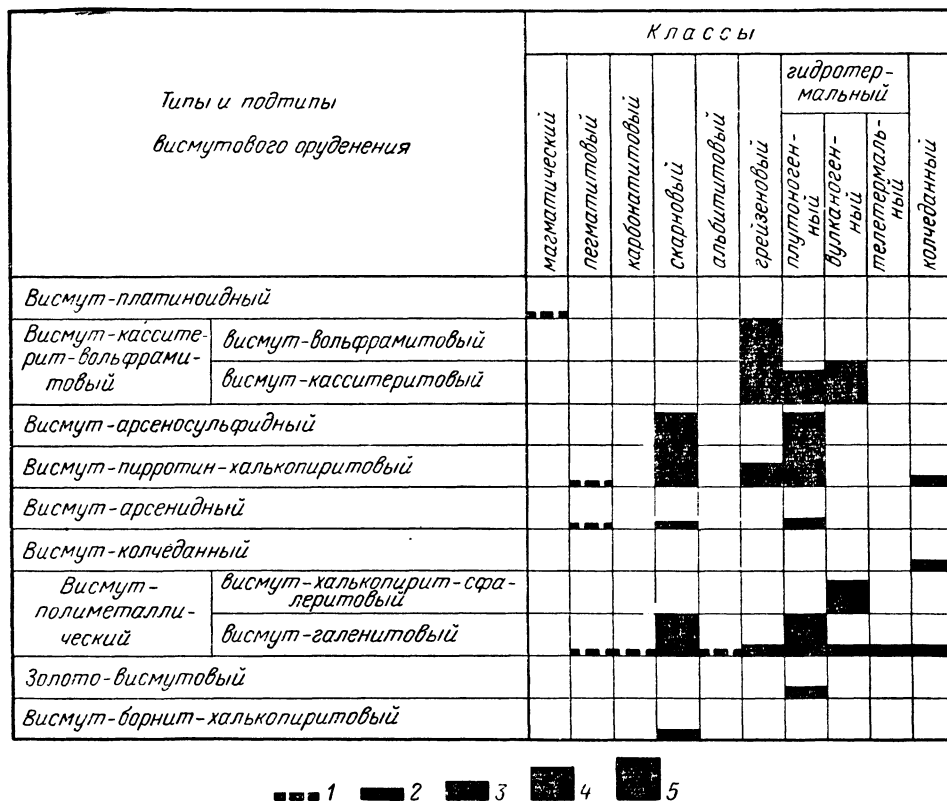 Классы
Типы и подтипы
висмутового оруденения
гидротер-
мальный
магматический
пегматитовый
карбонатитовый
скарновый
альбититовый
грейзеновый
плутоноген-
ный
вулканоген-
ный
телетермаль-
ный
колчеданный
Висмут-платиноидный
Висмут-кассите-
рит-вольфрами-
товый
висмут-вольфрамитовый
висмут-касситеритовый
Висмут-арсеносульфидный
Висмут-пирротин-халькопиритовый
Висмут-арсенидный
Висмут-колчеданный
Висмут-
полиметалли-
ческий
висмут-халькопирит-сфа-
леритовый
висмут-галенитовый
Золото-висмутовый
Висмут-борнит-халькопиритовый
1 2 3 4 5